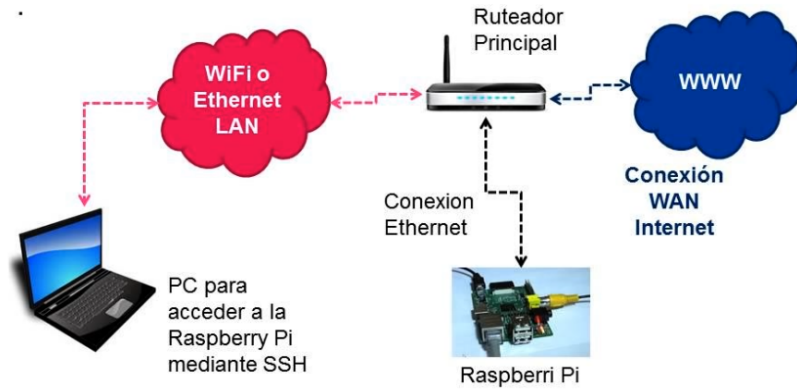 Ruteador
Principal
WiFi o
Ethernet
LAN
WWW
Conexion
Ethernet
Conexión
WAN
Internet
PC para
acceder a la
Raspberry Pi
mediante SSH
Raspberri Pi